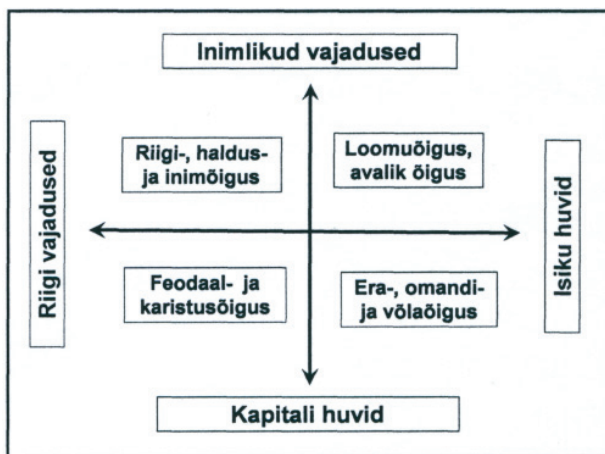 Inimlikud vajadused
Riigi vajadused
Riigi-, haldus-
ja inimõigus
Loomuõigus,
avalik õigus
Isiku huvid
Feodaal- ja
karistusõigus
Era-, omandi-
ja võlaõigus
Kapitali huvid